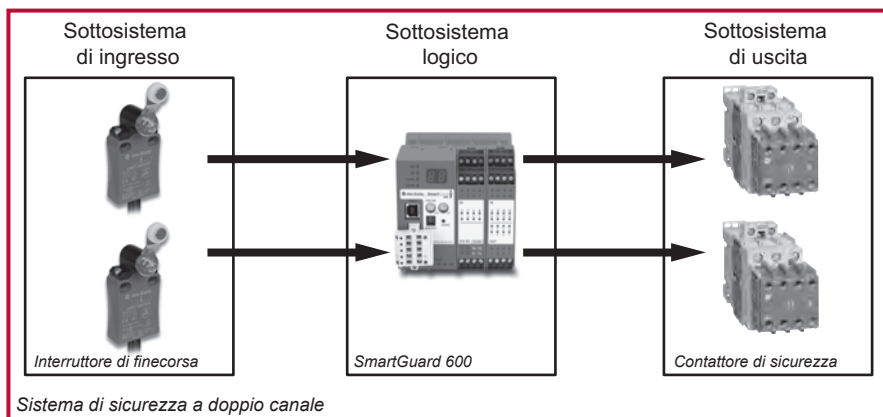 Sottosistema
di ingresso
Sottosistema
logico
Sottosistema
di uscita
Interruttore di finecorsa
SmartGuard 600
Contattore di sicurezza
Sistema di sicurezza a doppio canale